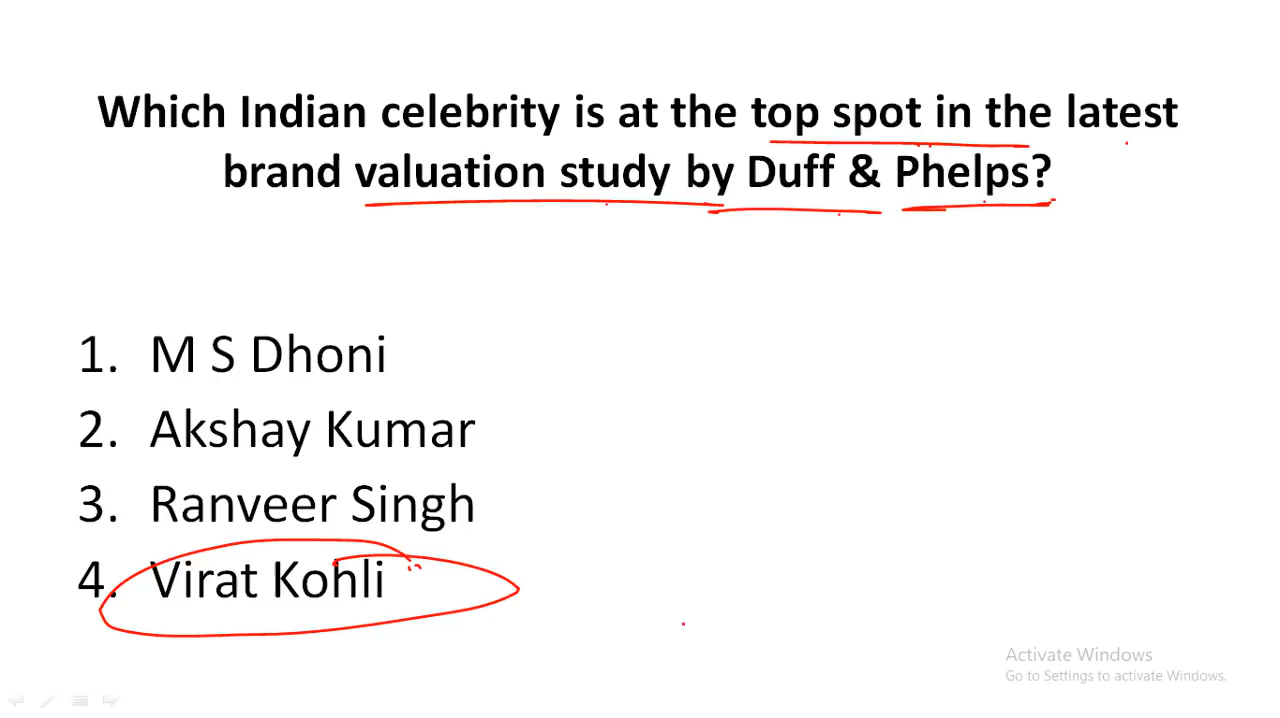 Which Indian celebrity is at the top spot in the latest
brand valuation study by Duff & Phelps?
1. M S Dhoni
2. Akshay Kumar
3. Ranveer Singh
4. Virat Kohli
Activate Windows
Go to Settings to activate Windows.